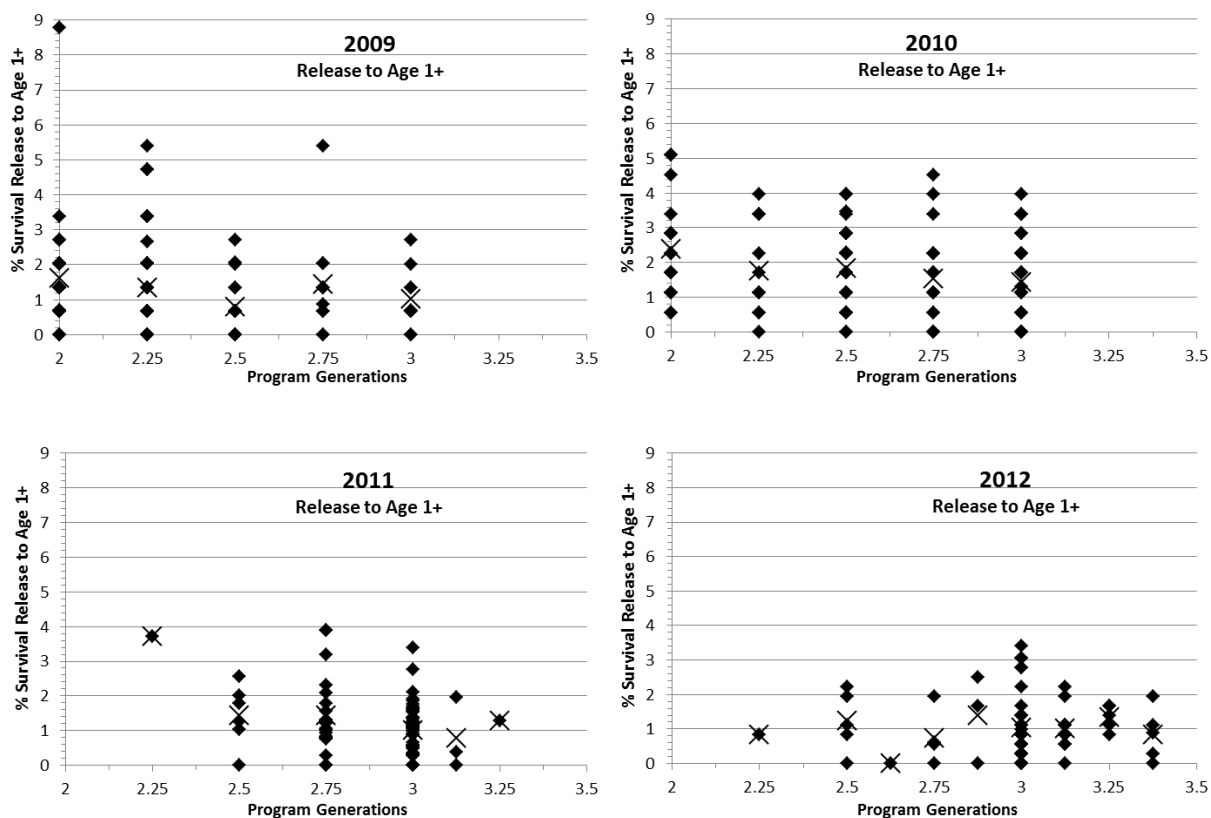 2009
Release to Age 1+
% Survival Release to Age 1+
9
8
7
6
5
4
3
2
1
0
2 2.25 2.5 2.75 3 3.25 3.5
Program Generations
2010
Release to Age 1+
% Survival Release to Age 1+
9
8
7
6
5
4
3
2
1
0
2 2.25 2.5 2.75 3 3.25 3.5
Program Generations
2011
Release to Age 1+
% Survival Release to Age 1+
9
8
7
6
5
4
3
2
1
0
2 2.25 2.5 2.75 3 3.25 3.5
Program Generations
2012
Release to Age 1+
% Survival Release to Age 1+
9
8
7
6
5
4
3
2
1
0
2 2.25 2.5 2.75 3 3.25 3.5
Program Generations